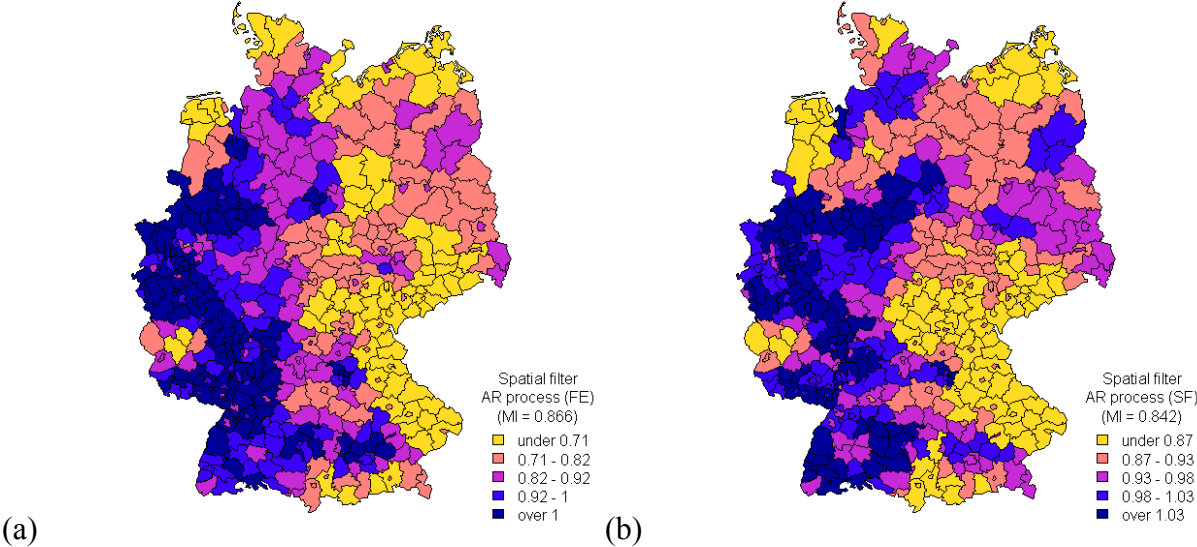 Spatial filter
AR process (FE)
(MI = 0.866)
under 0.71
0.71 - 0.82
0.82 - 0.92
0.92 - 1
over 1
(a)
Spatial filter
AR process (SF)
(MI = 0.842)
under 0.87
0.87 - 0.93
0.93 - 0.98
0.98 - 1.03
over 1.03
(b)